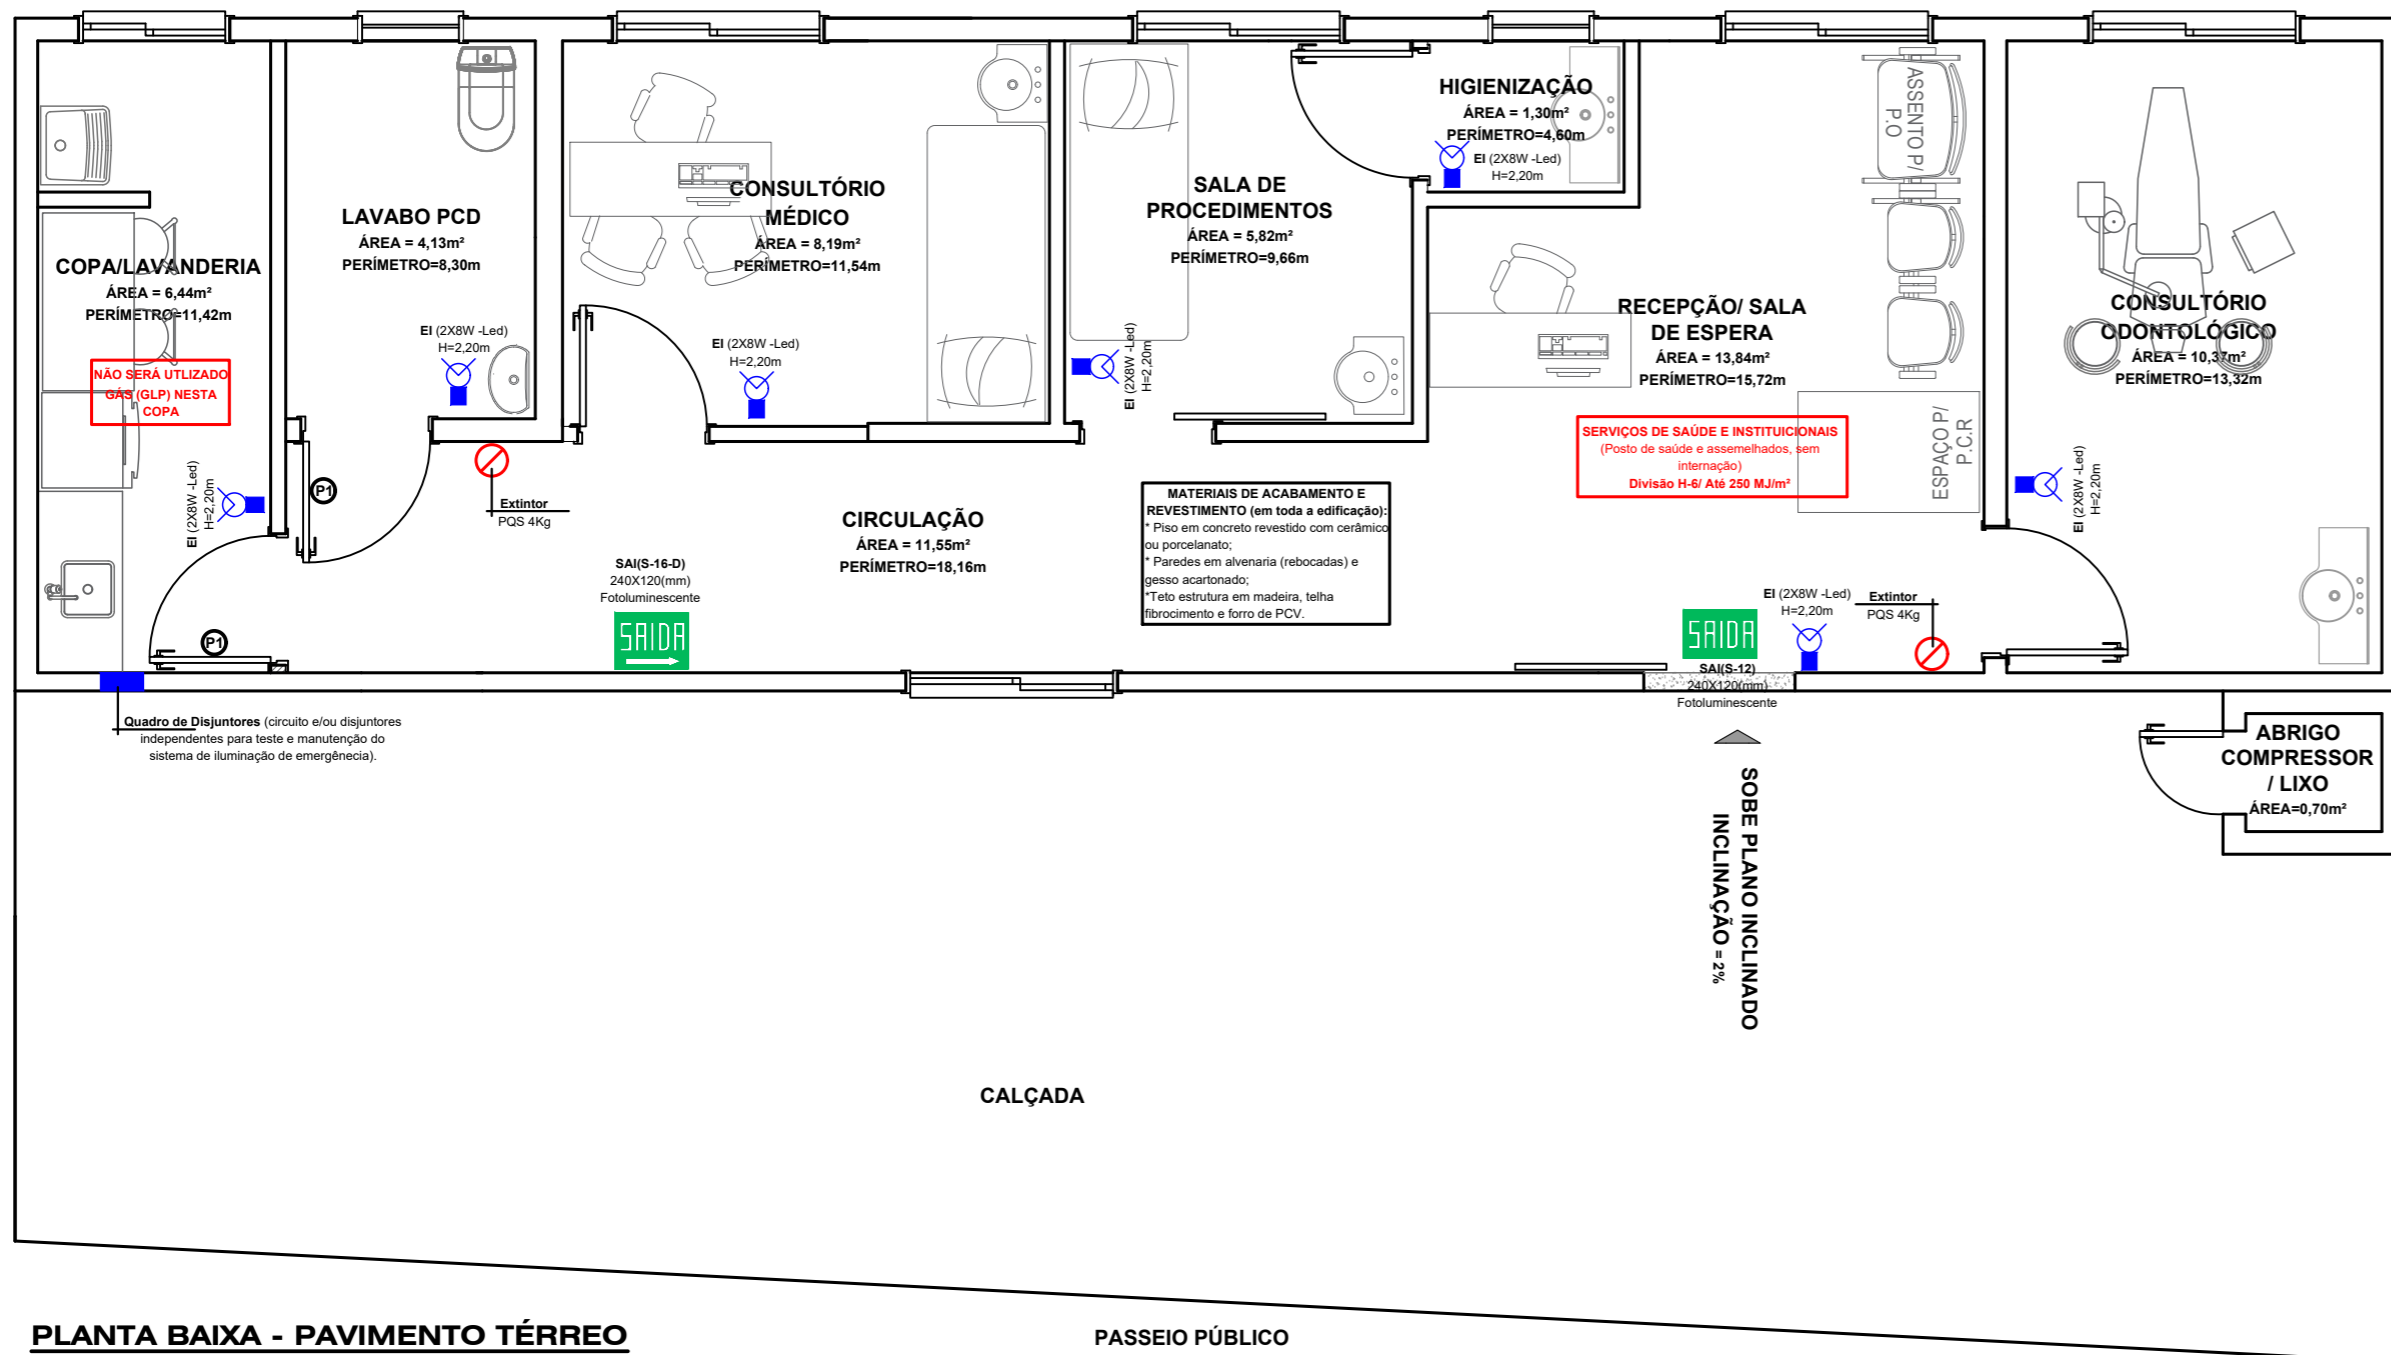 COPA/LAVANDERIA
ÁREA = 6,44m²
PERÍMETRO=11,42m
NÃO SERÁ UTLIZADO
GÁS (GLP) NESTA
COPA
EI (2X8W -Led)
H=2,20m
P1
LAVABO PCD
ÁREA = 4,13m²
PERÍMETRO=8,30m
EI (2X8W -Led)
H=2,20m
P1
Extintor
PQS 4Kg
CONSULTÓRIO
MÉDICO
ÁREA = 8,19m²
PERÍMETRO=11,54m
EI (2X8W -Led)
H=2,20m
SALA DE
PROCEDIMENTOS
ÁREA = 5,82m²
PERÍMETRO=9,66m
EI (2X8W -Led)
H=2,20m
HIGIENIZAÇÃO
ÁREA = 1,30m²
PERÍMETRO=4,60m
EI (2X8W -Led)
H=2,20m
ASSENTO P/
P.O
RECEPÇÃO/ SALA
DE ESPERA
ÁREA = 13,84m²
PERÍMETRO=15,72m
SERVIÇOS DE SAÚDE E INSTITUICIONAIS
(Posto de saúde e assemelhados, sem
internação)
Divisão H-6/ Até 250 MJ/m²
ESPAÇO P/
P.C.R
CONSULTÓRIO
ODONTOLÓGICO
ÁREA = 10,37m²
PERÍMETRO=13,32m
EI (2X8W -Led)
H=2,20m
CIRCULAÇÃO
ÁREA = 11,55m²
PERÍMETRO=18,16m
MATERIAIS DE ACABAMENTO E
REVESTIMENTO (em toda a edificação):
* Piso em concreto revestido com cerâmico
ou porcelanato;
* Paredes em alvenaria (rebocadas) e
gesso acartonado;
*Teto estrutura em madeira, telha
fibrocimento e forro de PCV.
SAI(S-16-D)
240X120(mm)
Fotoluminescente
SAIDA
SAIDA
SAI(S-12)
240X120(mm)
Fotoluminescente
EI (2X8W -Led)
H=2,20m
Extintor
PQS 4Kg
Quadro de Disjuntores (circuito e/ou disjuntores
independentes para teste e manutenção do
sistema de iluminação de emergênecia).
SOBE PLANO INCLINADO
INCLINAÇÃO = 2%
ABRIGO
COMPRESSOR
/ LIXO
ÁREA=0,70m²
CALÇADA
PLANTA BAIXA - PAVIMENTO TÉRREO
PASSEIO PÚBLICO